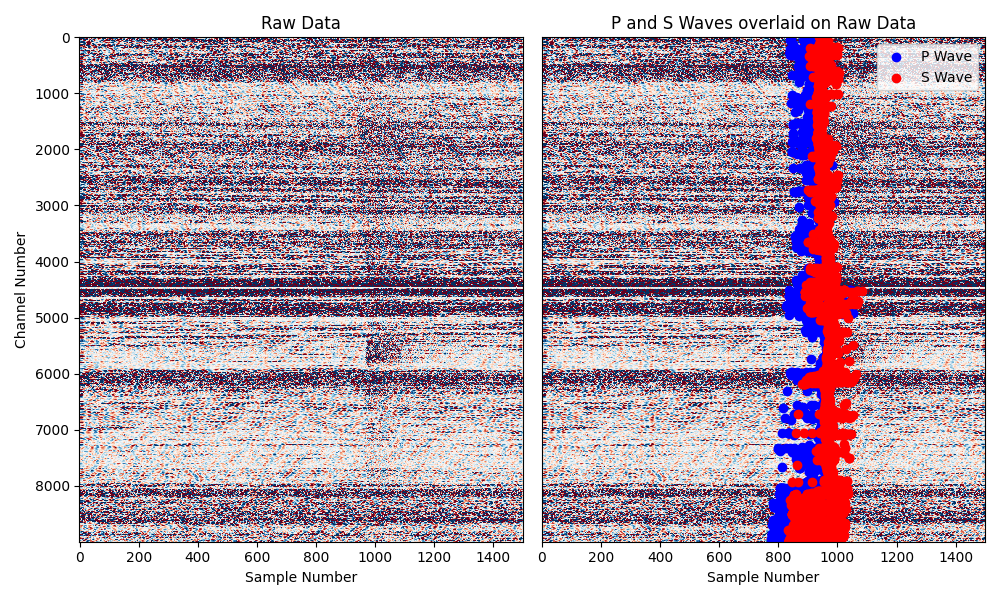 Raw Data
P and S Waves overlaid on Raw Data
P Wave
S Wave
Channel Number
0
1000
2000
3000
4000
5000
6000
7000
8000
0 200 400 600 800 1000 1200 1400
0 200 400 600 800 1000 1200 1400
Sample Number
Sample Number